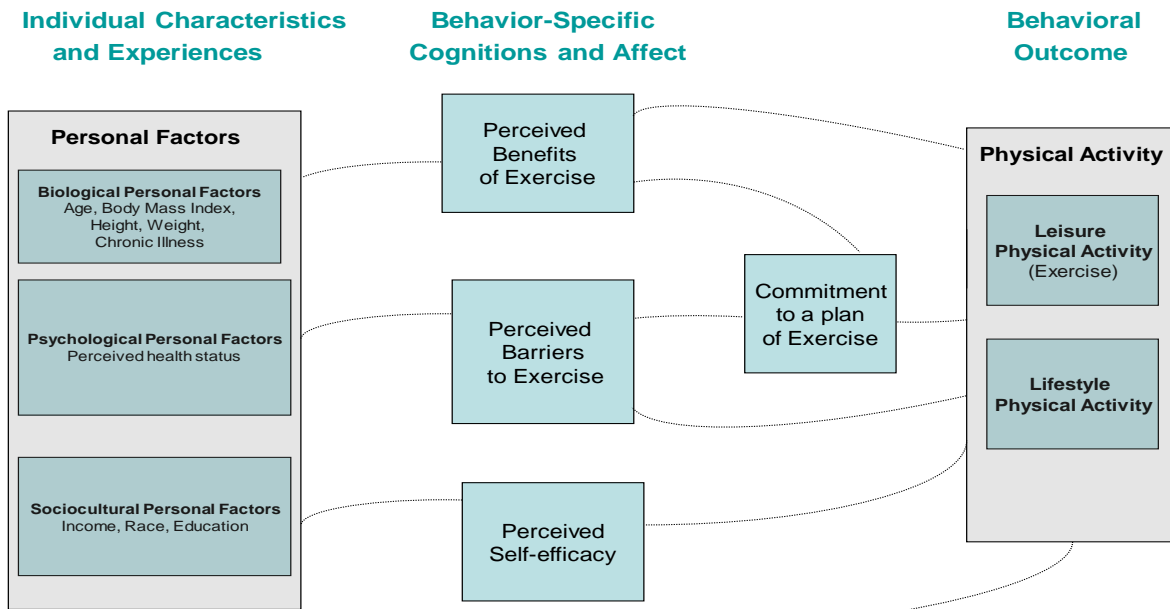 Individual Characteristics
and Experiences
Behavior-Specific
Cognitions and Affect
Behavioral
Outcome
Personal Factors
Biological Personal Factors
Age, Body Mass Index,
Height, Weight,
Chronic Illness
Psychological Personal Factors
Perceived health status
Sociocultural Personal Factors
Income, Race, Education
Perceived
Benefits
of Exercise
Perceived
Barriers
to Exercise
Perceived
Self-efficacy
Commitment
to a plan
of Exercise
Physical Activity
Leisure
Physical Activity
(Exercise)
Lifestyle
Physical Activity